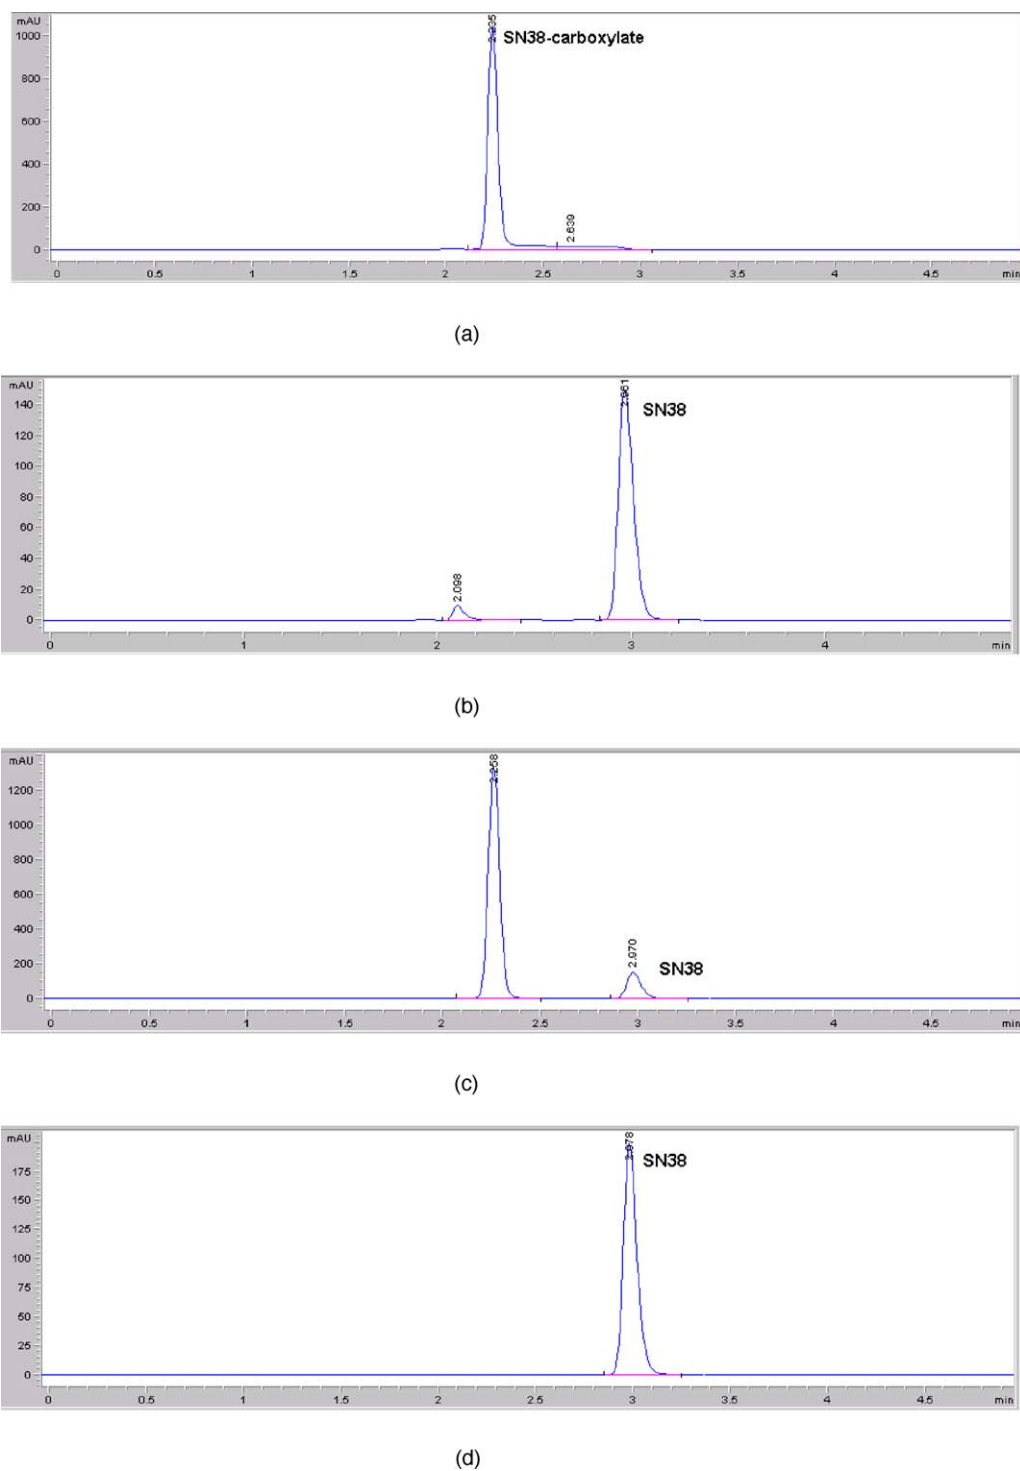 mAU
2.235
SN38-carboxylate
1000
800
600
400
200
0
2.639
0 0.5 1 1.5 2 2.5 3 3.5 4 4.5 min
(a)
mAU
2.961
SN38
140
120
100
80
60
40
20
0
2.098
0 1 2 3 4 min
(b)
mAU
2.258
1200
1000
800
600
400
200
0
2.970
SN38
0 0.5 1 1.5 2 2.5 3 3.5 4 4.5 min
(c)
mAU
2.978
SN38
175
150
125
100
75
50
25
0
0 0.5 1 1.5 2 2.5 3 3.5 4 4.5 min
(d)